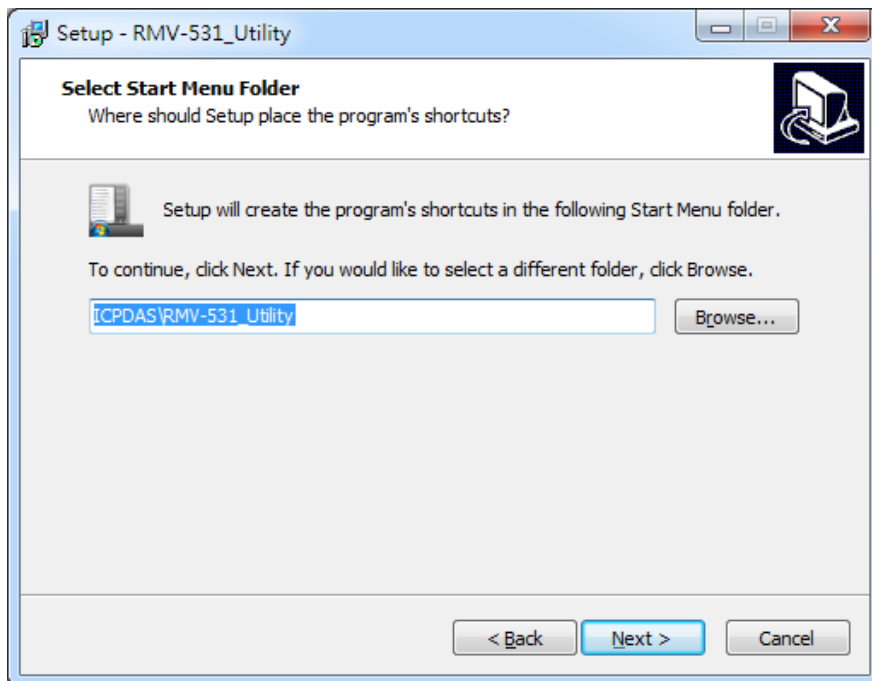 Setup - RMV-531_Utility
Select Start Menu Folder
Where should Setup place the program's shortcuts?
Setup will create the program's shortcuts in the following Start Menu folder.
To continue, click Next. If you would like to select a different folder, click Browse.
ICPDAS\RMV-531_Utility
Browse...
< Back
Next >
Cancel